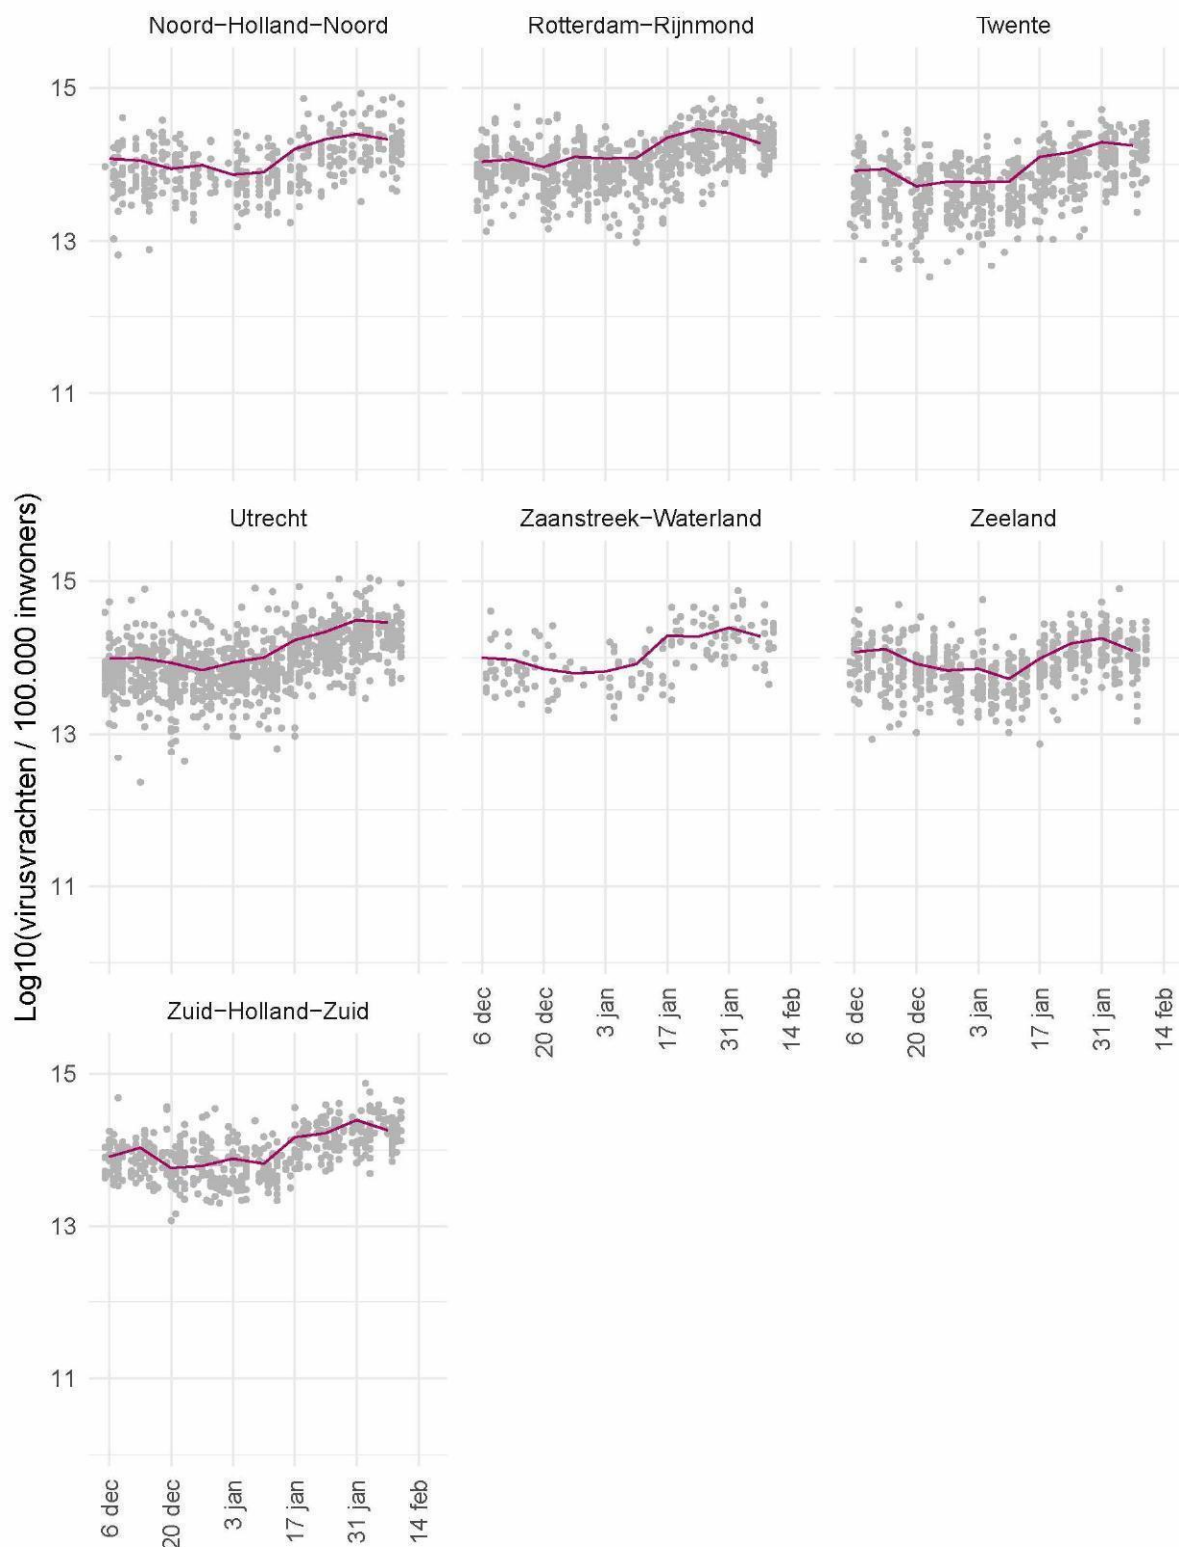 Noord−Holland−Noord
Rotterdam−Rijnmond
Twente
15
13
11
Log10(virusvrachten / 100.000 inwoners)
Utrecht
Zaanstreek−Waterland
Zeeland
15
13
11
6 dec
20 dec
3 jan
17 jan
31 jan
14 feb
6 dec
20 dec
3 jan
17 jan
31 jan
14 feb
Zuid−Holland−Zuid
15
13
11
6 dec
20 dec
3 jan
17 jan
31 jan
14 feb